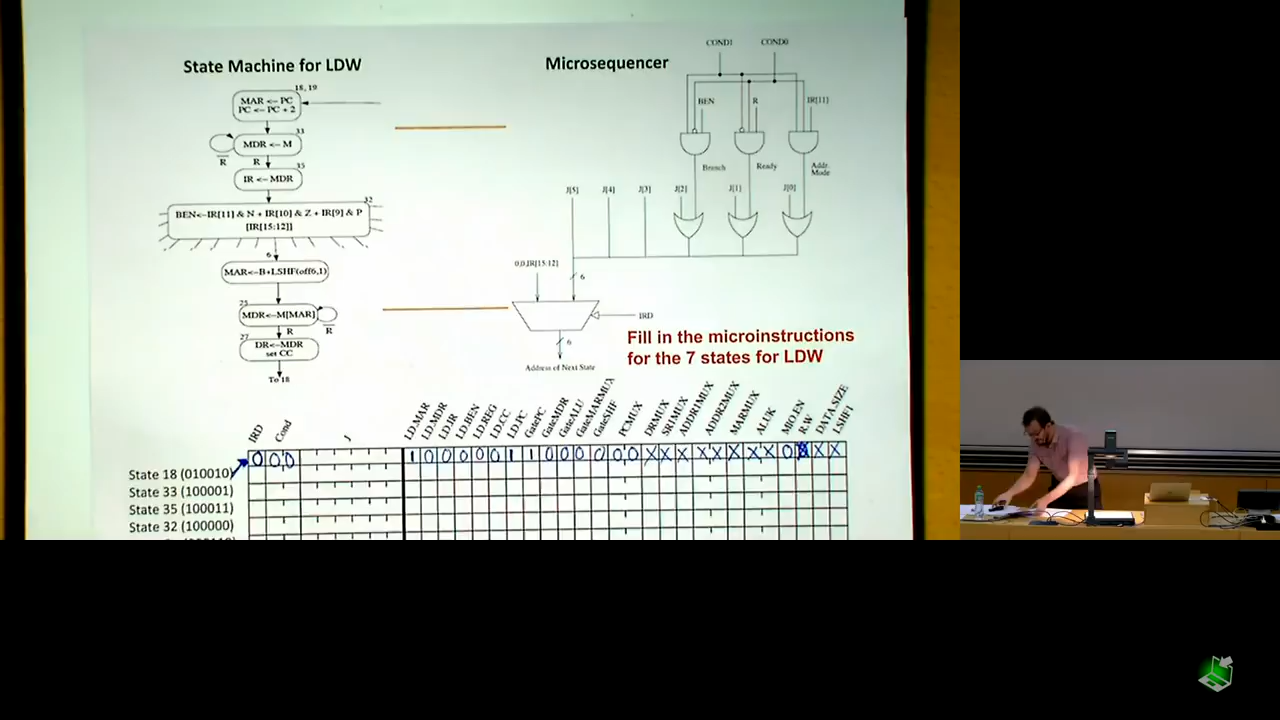 State Machine for LDW
18, 19
MAR <— PC
PC <— PC + 2
33
MDR <— M
R
R
35
IR <— MDR
32
BEN<—IR[11] & N + IR[10] & Z + IR[9] & P
[IR[15:12]]
6
MAR<—B+LSHF(off6,1)
25
MDR<—M[MAR]
R
R
27
DR<—MDR
set CC
To 18
Microsequencer
COND1
COND0
BEN
R
IR[11]
Branch
Ready
Addr.
Mode
J[5]
J[4]
J[3]
J[2]
J[1]
J[0]
0,0,IR[15:12]
6
IRD
6
Address of Next State
Fill in the microinstructions
for the 7 states for LDW
IRD
Cond
J
LD.MAR
LD.MDR
LD.IR
LD.BEN
LD.REG
LD.CC
LD.PC
GatePC
GateMDR
GateALU
GateMARMUX
GateSHF
PCMUX
DRMUX
SR1MUX
ADDR1MUX
ADDR2MUX
MARMUX
ALUK
MIO.EN
R.W
DATA.SIZE
LSHF1
0 0 0 1 0 0 0 0 0 1 1 0 0 0 0 0 0 X X X X X X X X 0 X X X
State 18 (010010)
State 33 (100001)
State 35 (100011)
State 32 (100000)